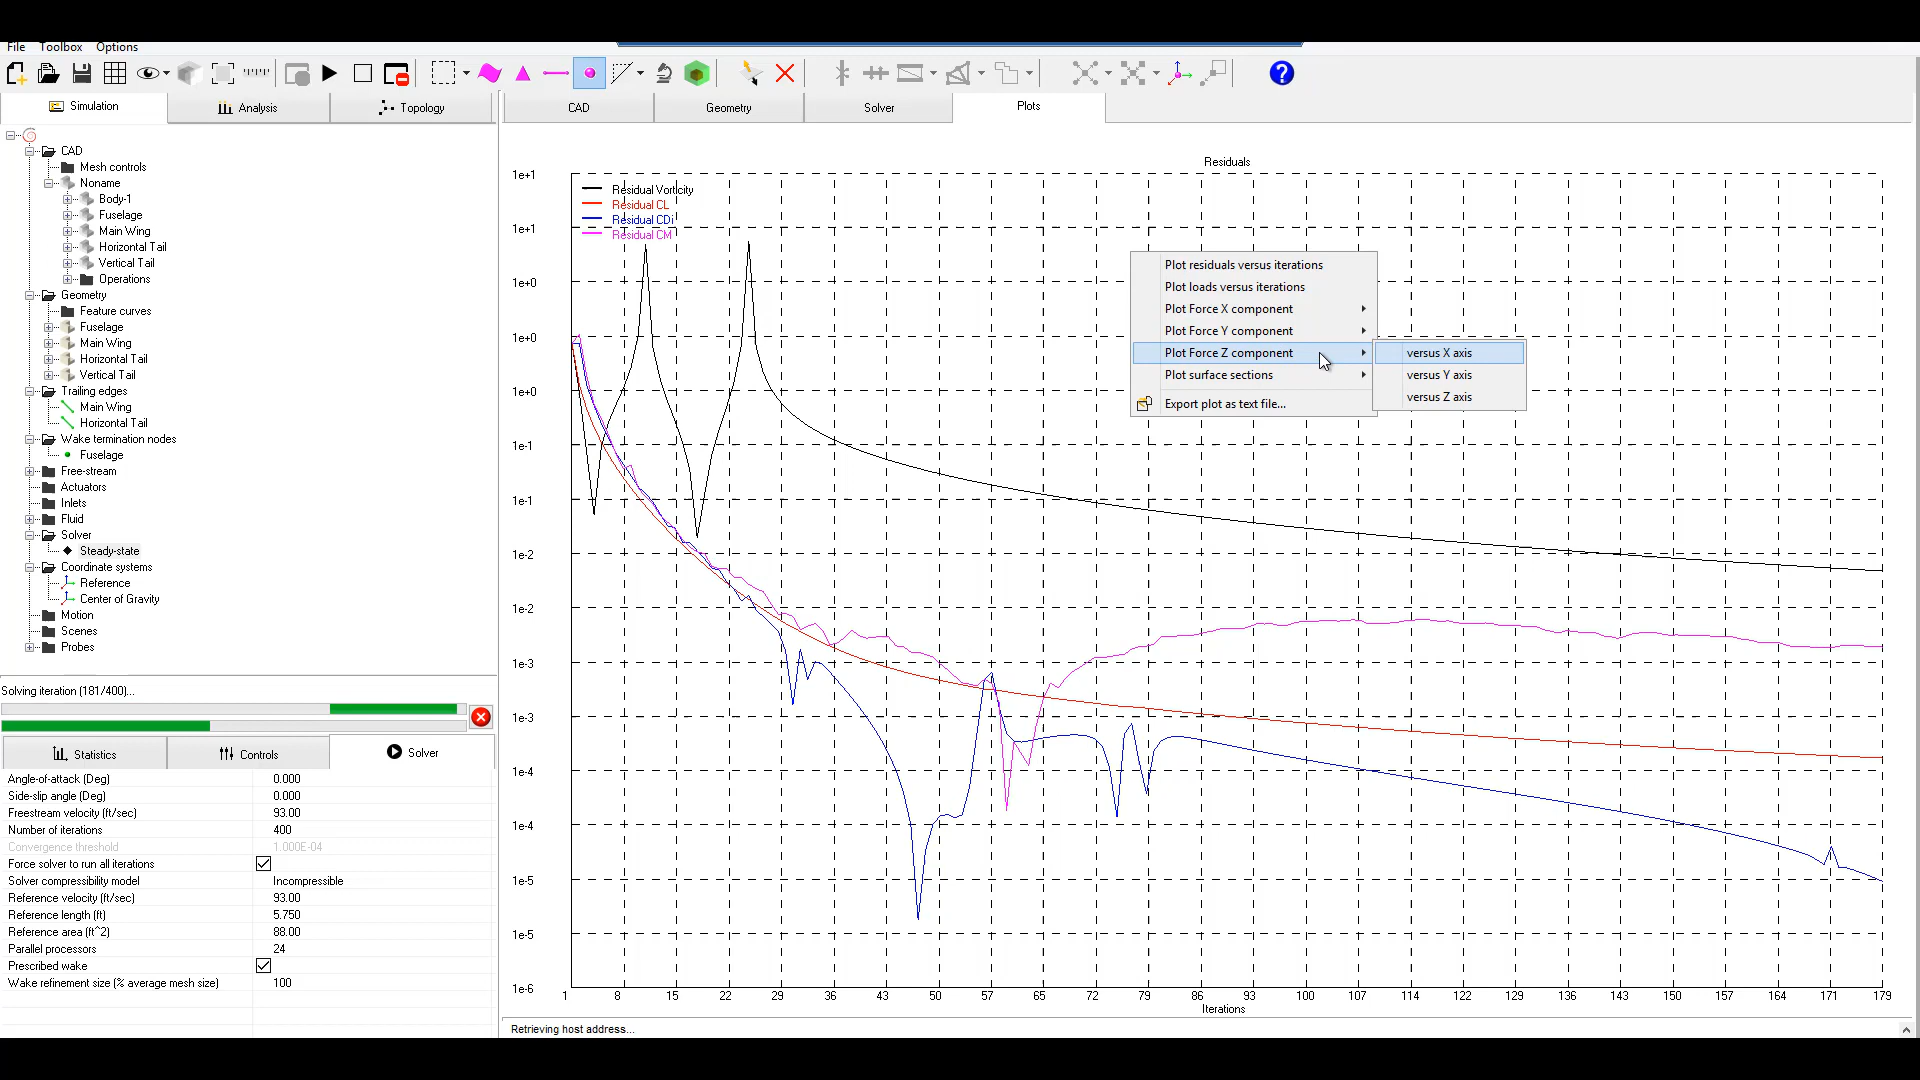 File Toolbox Options
Simulation Analysis Topology
CAD Geometry Solver Plots
CAD
Mesh controls
Noname
Body-1
Fuselage
Main Wing
Horizontal Tail
Vertical Tail
Operations
Geometry
Feature curves
Fuselage
Main Wing
Horizontal Tail
Vertical Tail
Trailing edges
Main Wing
Horizontal Tail
Wake termination nodes
Fuselage
Free-stream
Actuators
Inlets
Fluid
Solver
Steady-state
Coordinate systems
Reference
Center of Gravity
Motion
Scenes
Probes
Solving iteration (181/400)...
Statistics Controls Solver
Angle-of-attack (Deg) 0.000
Side-slip angle (Deg) 0.000
Freestream velocity (ft/sec) 93.00
Number of iterations 400
Convergence threshold 1.000E-04
Force solver to run all iterations
Solver compressibility model Incompressible
Reference velocity (ft/sec) 93.00
Reference length (ft) 5.750
Reference area (ft^2) 88.00
Parallel processors 24
Prescribed wake
Wake refinement size (% average mesh size) 100
Residuals
Residual Vorticity
Residual CL
Residual CDi
Residual CM
1e+1
1e+1
1e+0
1e+0
1e+0
1e-1
1e-1
1e-2
1e-2
1e-3
1e-3
1e-4
1e-4
1e-5
1e-5
1e-6
1 8 15 22 29 36 43 50 57 65 72 79 86 93 100 107 114 122 129 136 143 150 157 164 171 179
Iterations
Plot residuals versus iterations
Plot loads versus iterations
Plot Force X component
Plot Force Y component
Plot Force Z component
Plot surface sections
Export plot as text file...
versus X axis
versus Y axis
versus Z axis
Retrieving host address...